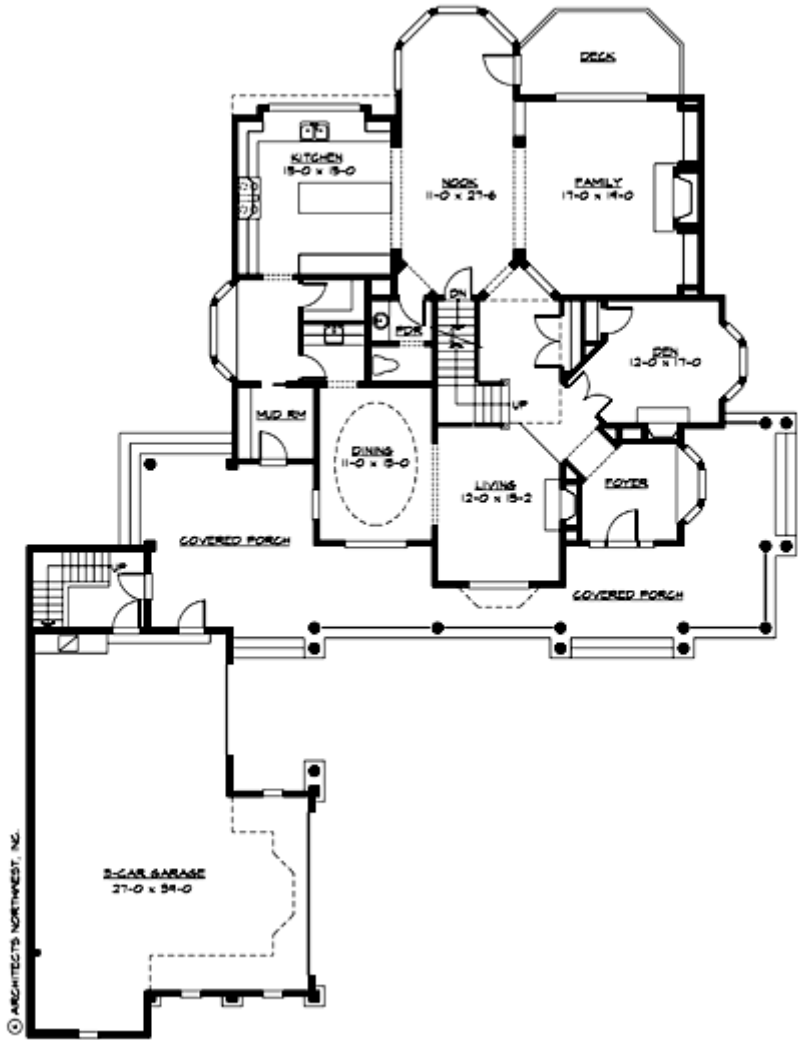 DECK
KITCHEN
15-0 x 15-0
NOOK
11-0 x 27-6
FAMILY
17-0 x 19-0
DN
PDR
DEN
12-0 x 17-0
UP
MUD RM
DINING
11-0 x 15-0
LIVING
12-0 x 15-2
FOYER
COVERED PORCH
UP
COVERED PORCH
3-CAR GARAGE
27-0 x 39-0
© ARCHITECTS NORTHWEST, INC.